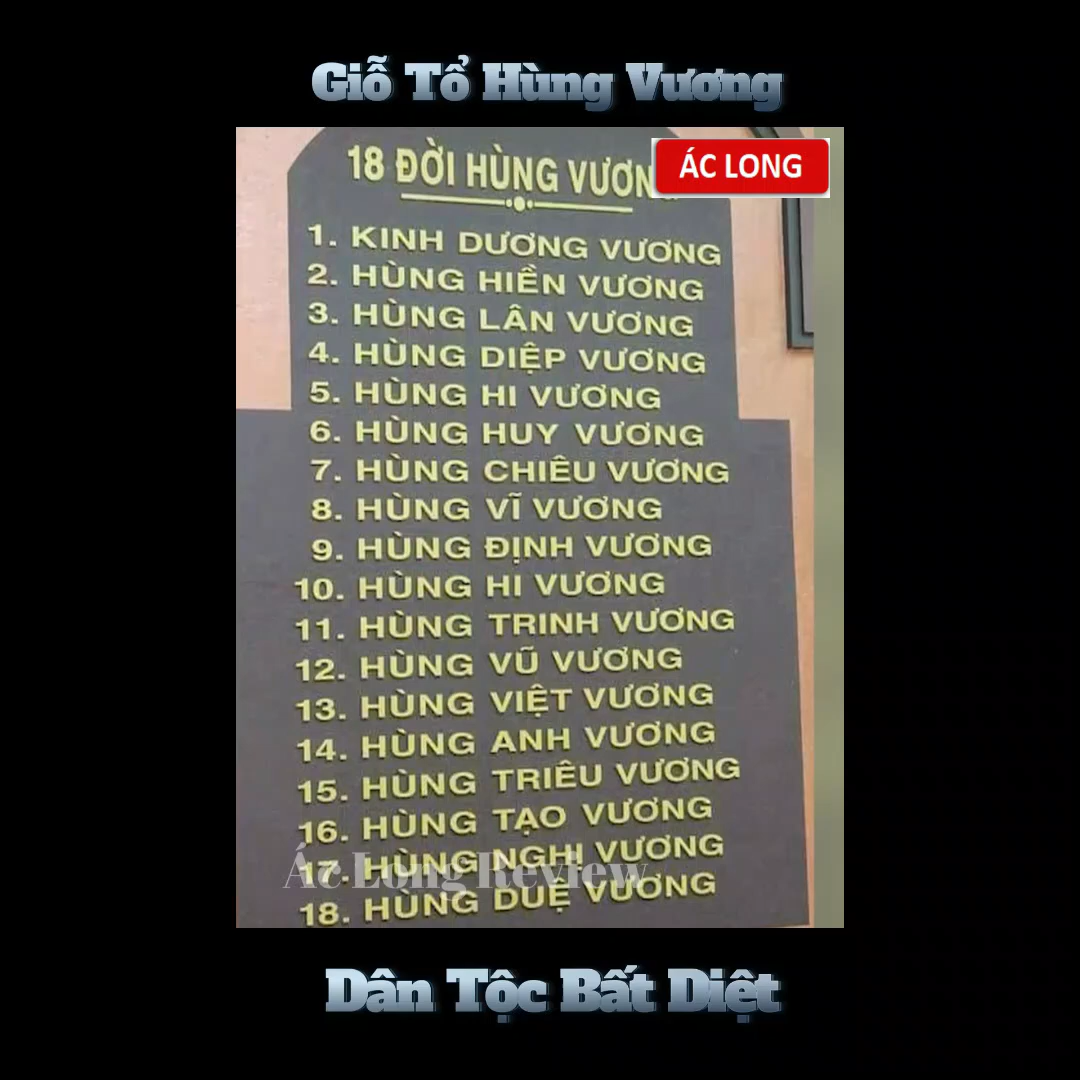 Giỗ Tổ Hùng Vương
ÁC LONG
18 ĐỜI HÙNG VƯƠNG
1. KINH DƯƠNG VƯƠNG
2. HÙNG HIỀN VƯƠNG
3. HÙNG LÂN VƯƠNG
4. HÙNG DIỆP VƯƠNG
5. HÙNG HI VƯƠNG
6. HÙNG HUY VƯƠNG
7. HÙNG CHIÊU VƯƠNG
8. HÙNG VĨ VƯƠNG
9. HÙNG ĐỊNH VƯƠNG
10. HÙNG HI VƯƠNG
11. HÙNG TRINH VƯƠNG
12. HÙNG VŨ VƯƠNG
13. HÙNG VIỆT VƯƠNG
14. HÙNG ANH VƯƠNG
15. HÙNG TRIÊU VƯƠNG
16. HÙNG TẠO VƯƠNG
17. HÙNG NGHỊ VƯƠNG
Ác Long Review
18. HÙNG DUỆ VƯƠNG
Dân Tộc Bất Diệt